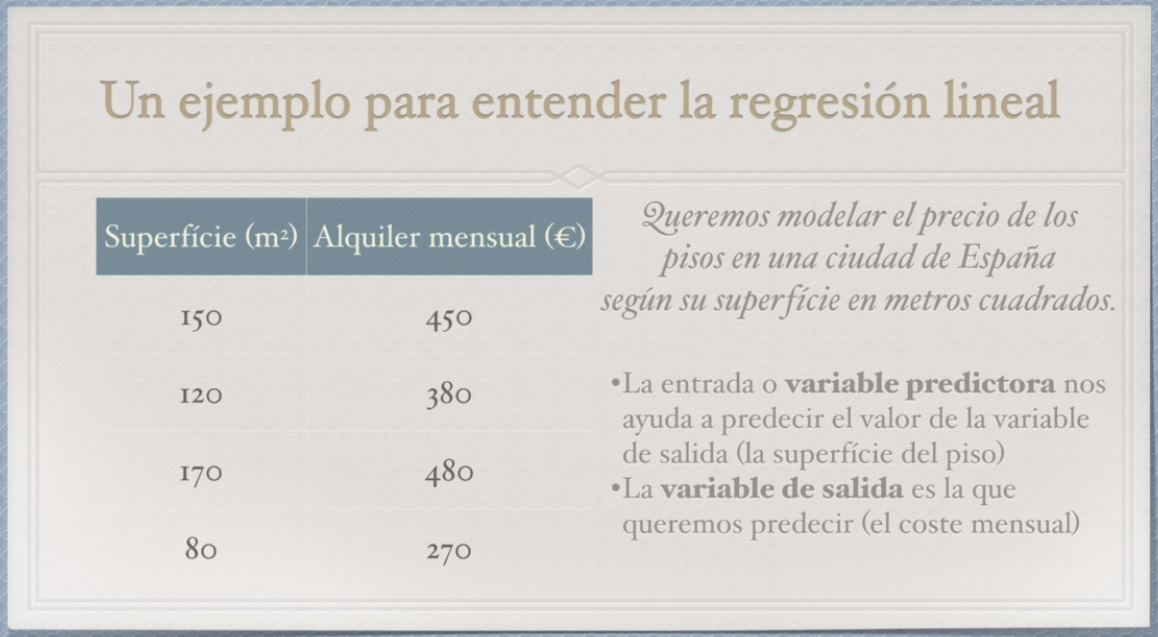 Un ejemplo para entender la regresión lineal
Superfície (m²) Alquiler mensual (€)
150 450
120 380
170 480
80 270
Queremos modelar el precio de los
pisos en una ciudad de España
según su superfície en metros cuadrados.
•La entrada o variable predictora nos
ayuda a predecir el valor de la variable
de salida (la superfície del piso)
•La variable de salida es la que
queremos predecir (el coste mensual)